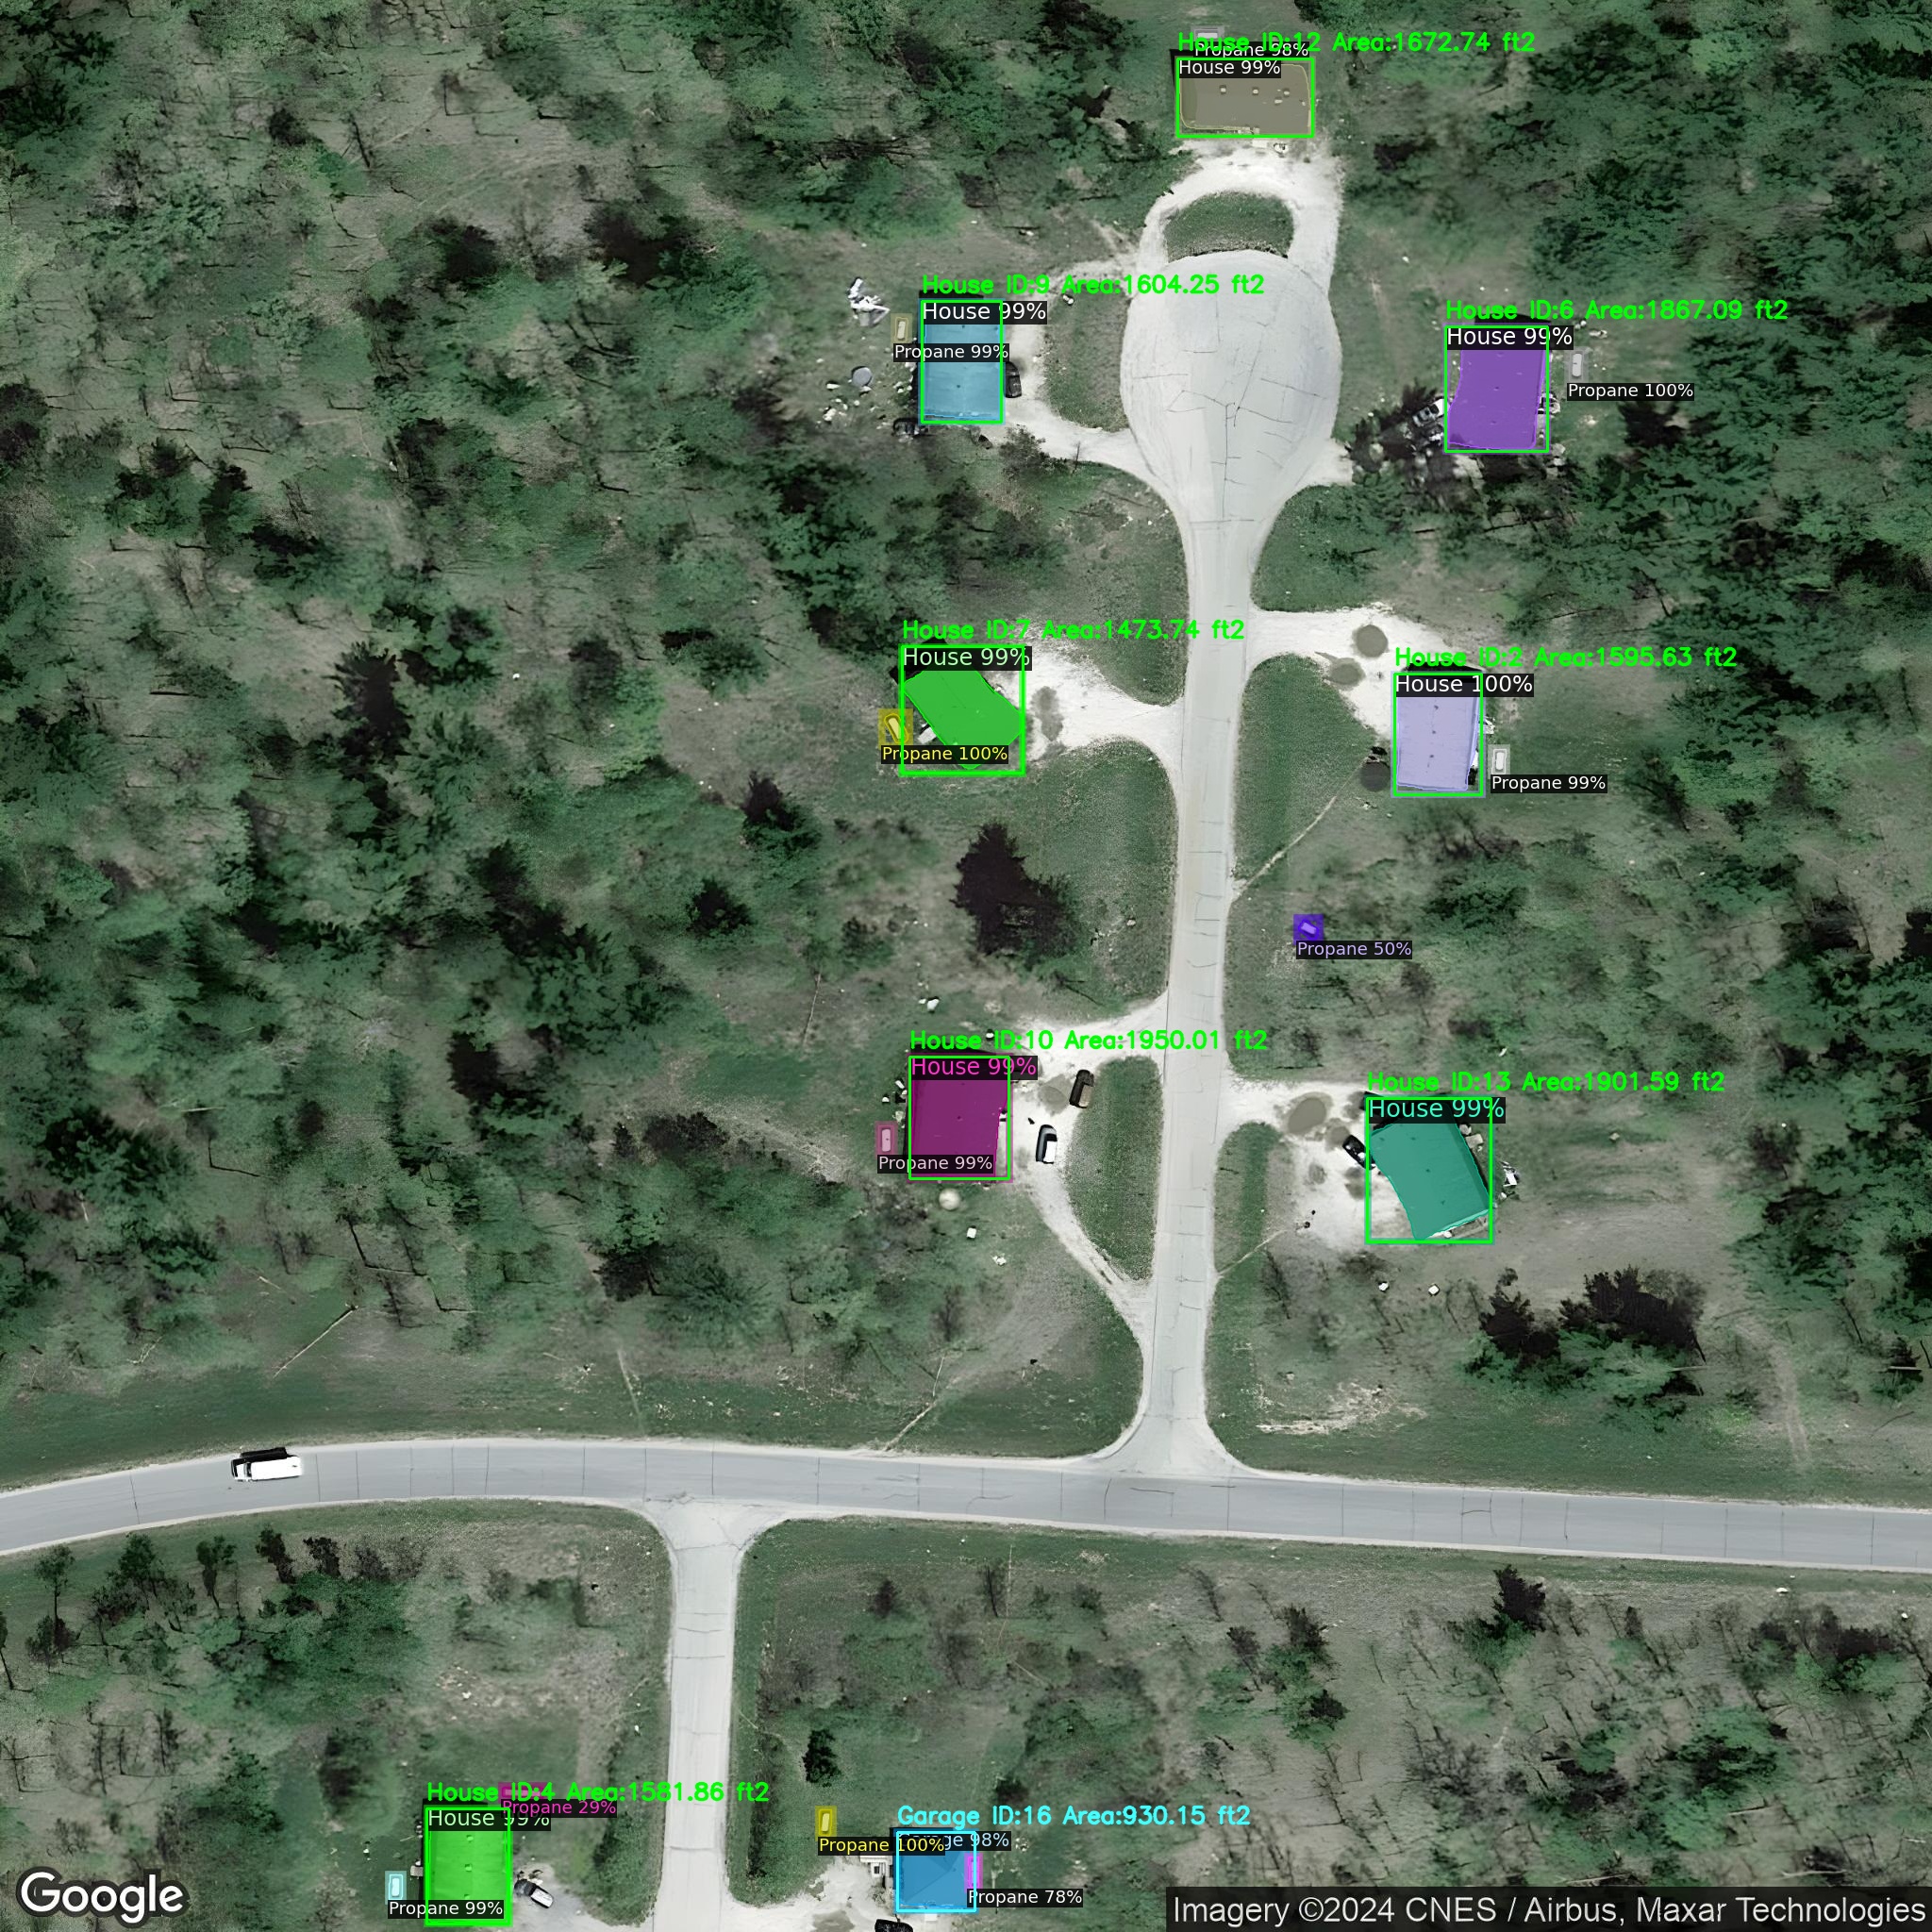 House ID:12 Area:1672.74 ft2
Propane 98%
House 99%
House ID:9 Area:1604.25 ft2
House 99%
Propane 99%
House ID:6 Area:1867.09 ft2
House 99%
Propane 100%
House ID:7 Area:1473.74 ft2
House 99%
Propane 100%
House ID:2 Area:1595.63 ft2
House 100%
Propane 99%
Propane 50%
House ID:10 Area:1950.01 ft2
House 99%
Propane 99%
House ID:13 Area:1901.59 ft2
House 99%
House ID:4 Area:1581.86 ft2
Propane 29%
House 99%
Propane 99%
Garage ID:16 Area:930.15 ft2
Garage 98%
Propane 100%
Propane 78%
Google
Imagery ©2024 CNES / Airbus, Maxar Technologies